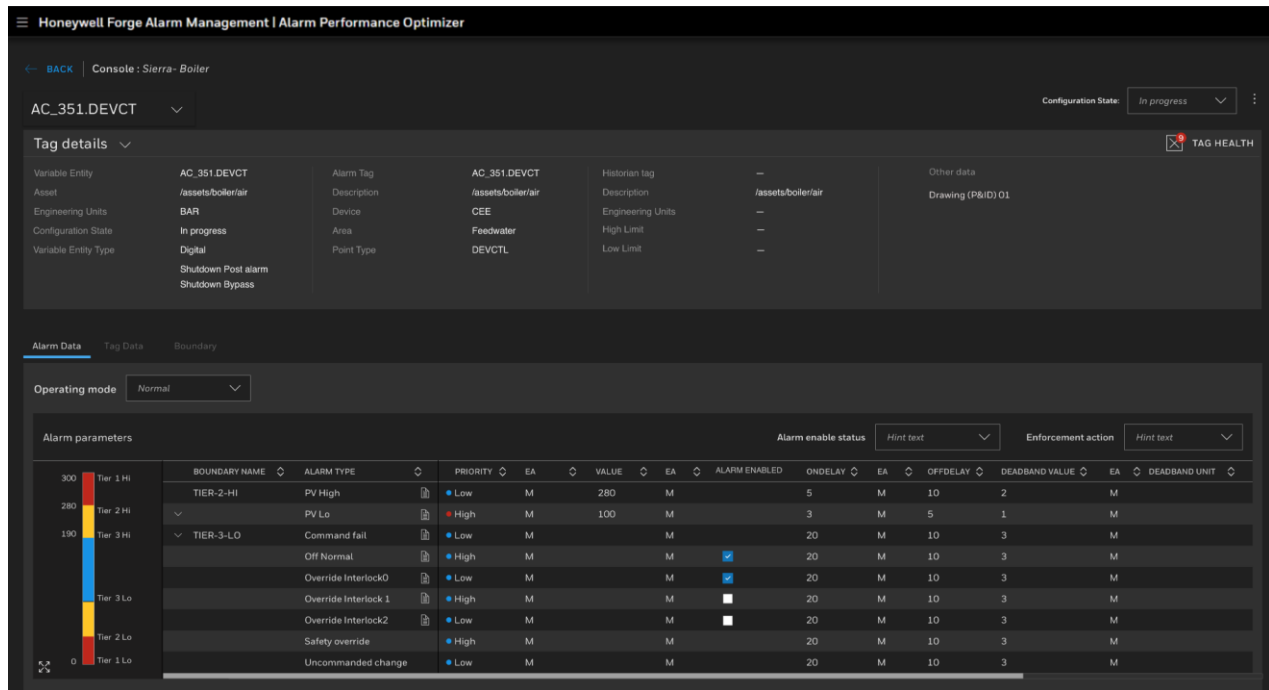 Honeywell Forge Alarm Management | Alarm Performance Optimizer
BACK Console : Sierra- Boiler
AC_351.DEVCT
Configuration State: In progress
Tag details
9 TAG HEALTH
Variable Entity AC_351.DEVCT Alarm Tag AC_351.DEVCT Historian tag – Other data
Asset /assets/boiler/air Description /assets/boiler/air Description /assets/boiler/air Drawing (P&ID) 01
Engineering Units BAR Device CEE Engineering Units –
Configuration State In progress Area Feedwater High Limit –
Variable Entity Type Digital Point Type DEVCTL Low Limit –
Shutdown Post alarm
Shutdown Bypass
Alarm Data Tag Data Boundary
Operating mode Normal
Alarm parameters Alarm enable status Hint text Enforcement action Hint text
300 Tier 1 Hi
280 Tier 2 Hi
190 Tier 3 Hi
Tier 3 Lo
Tier 2 Lo
0 Tier 1 Lo
BOUNDARY NAME ALARM TYPE PRIORITY EA VALUE EA ALARM ENABLED ONDELAY EA OFFDELAY DEADBAND VALUE EA DEADBAND UNIT
TIER-2-HI PV High Low M 280 M 5 M 10 2 M
PV Lo High M 100 M 3 M 5 1 M
TIER-3-LO Command fail Low M M 20 M 10 3 M
Off Normal High M M 20 M 10 3 M
Override Interlock0 Low M M 20 M 10 3 M
Override Interlock 1 High M M 20 M 10 3 M
Override Interlock2 Low M M 20 M 10 3 M
Safety override High M M 20 M 10 3 M
Uncommanded change Low M M 20 M 10 3 M